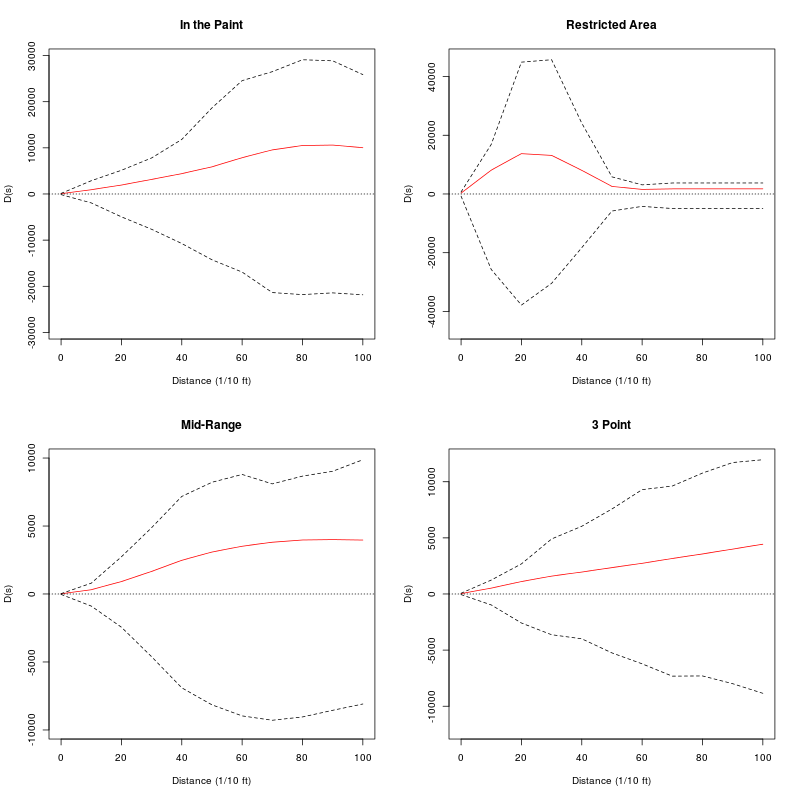 In the Paint
30000
20000
10000
0
-10000
-20000
-30000
D(s)
0 20 40 60 80 100
Distance (1/10 ft)
Restricted Area
40000
20000
0
-20000
-40000
D(s)
0 20 40 60 80 100
Distance (1/10 ft)
Mid-Range
10000
5000
0
-5000
-10000
D(s)
0 20 40 60 80 100
Distance (1/10 ft)
3 Point
10000
5000
0
-5000
-10000
D(s)
0 20 40 60 80 100
Distance (1/10 ft)